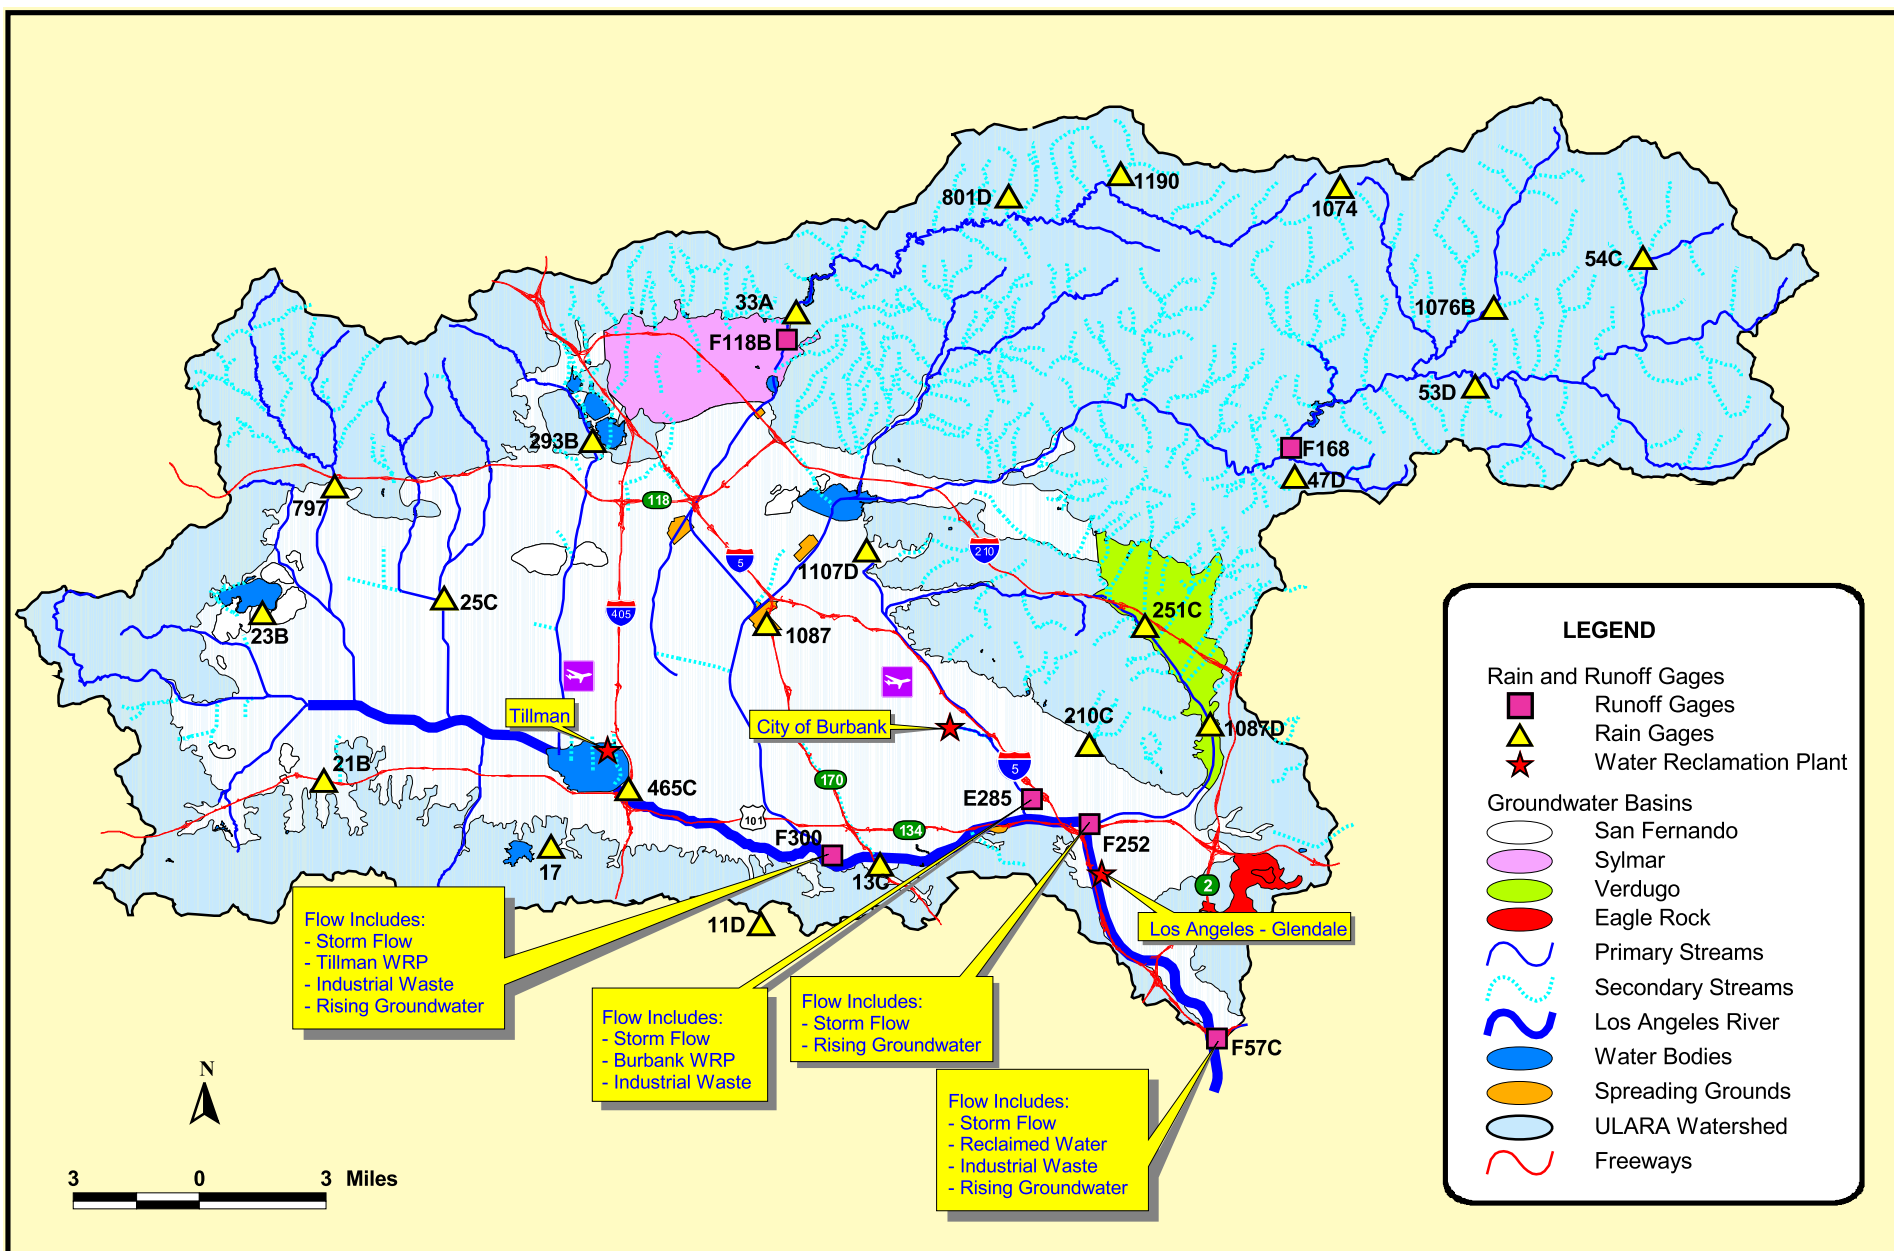 1190
801D
1074
54C
33A
1076B
F118B
53D
293B
F168
47D
797
118
5
210
1107D
25C
405
251C
23B
1087
Tillman
City of Burbank
210C
1087D
21B
5
465C
170
E285
101
134
F300
F252
17
13C
2
11D
Los Angeles - Glendale
Flow Includes:
- Storm Flow
- Tillman WRP
- Industrial Waste
- Rising Groundwater
Flow Includes:
- Storm Flow
- Burbank WRP
- Industrial Waste
Flow Includes:
- Storm Flow
- Rising Groundwater
F57C
Flow Includes:
- Storm Flow
- Reclaimed Water
- Industrial Waste
- Rising Groundwater
N
3 0 3 Miles
LEGEND
Rain and Runoff Gages
Runoff Gages
Rain Gages
Water Reclamation Plant
Groundwater Basins
San Fernando
Sylmar
Verdugo
Eagle Rock
Primary Streams
Secondary Streams
Los Angeles River
Water Bodies
Spreading Grounds
ULARA Watershed
Freeways